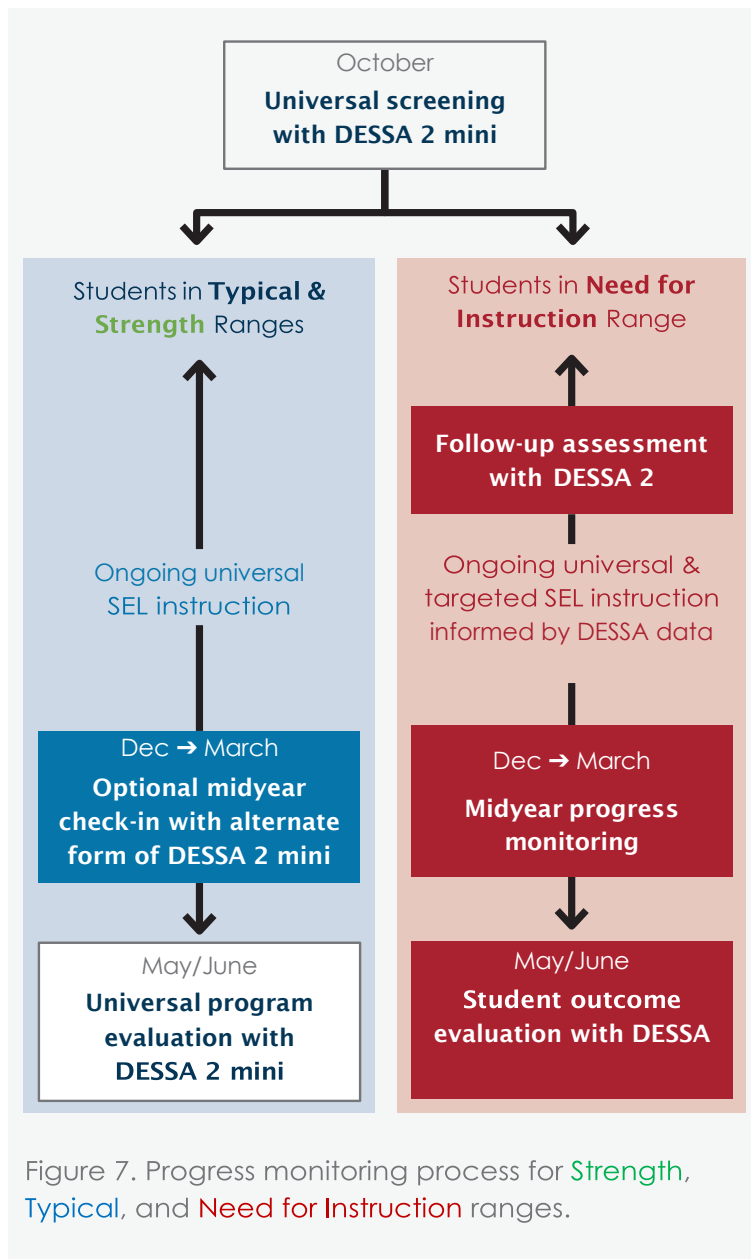 October
Universal screening
with DESSA 2 mini
Students in Typical &
Strength Ranges
Ongoing universal
SEL instruction
Dec ➔ March
Optional midyear
check-in with alternate
form of DESSA 2 mini
May/June
Universal program
evaluation with
DESSA 2 mini
Students in Need for
Instruction Range
Follow-up assessment
with DESSA 2
Ongoing universal &
targeted SEL instruction
informed by DESSA data
Dec ➔ March
Midyear progress
monitoring
May/June
Student outcome
evaluation with DESSA
Figure 7. Progress monitoring process for Strength,
Typical, and Need for Instruction ranges.